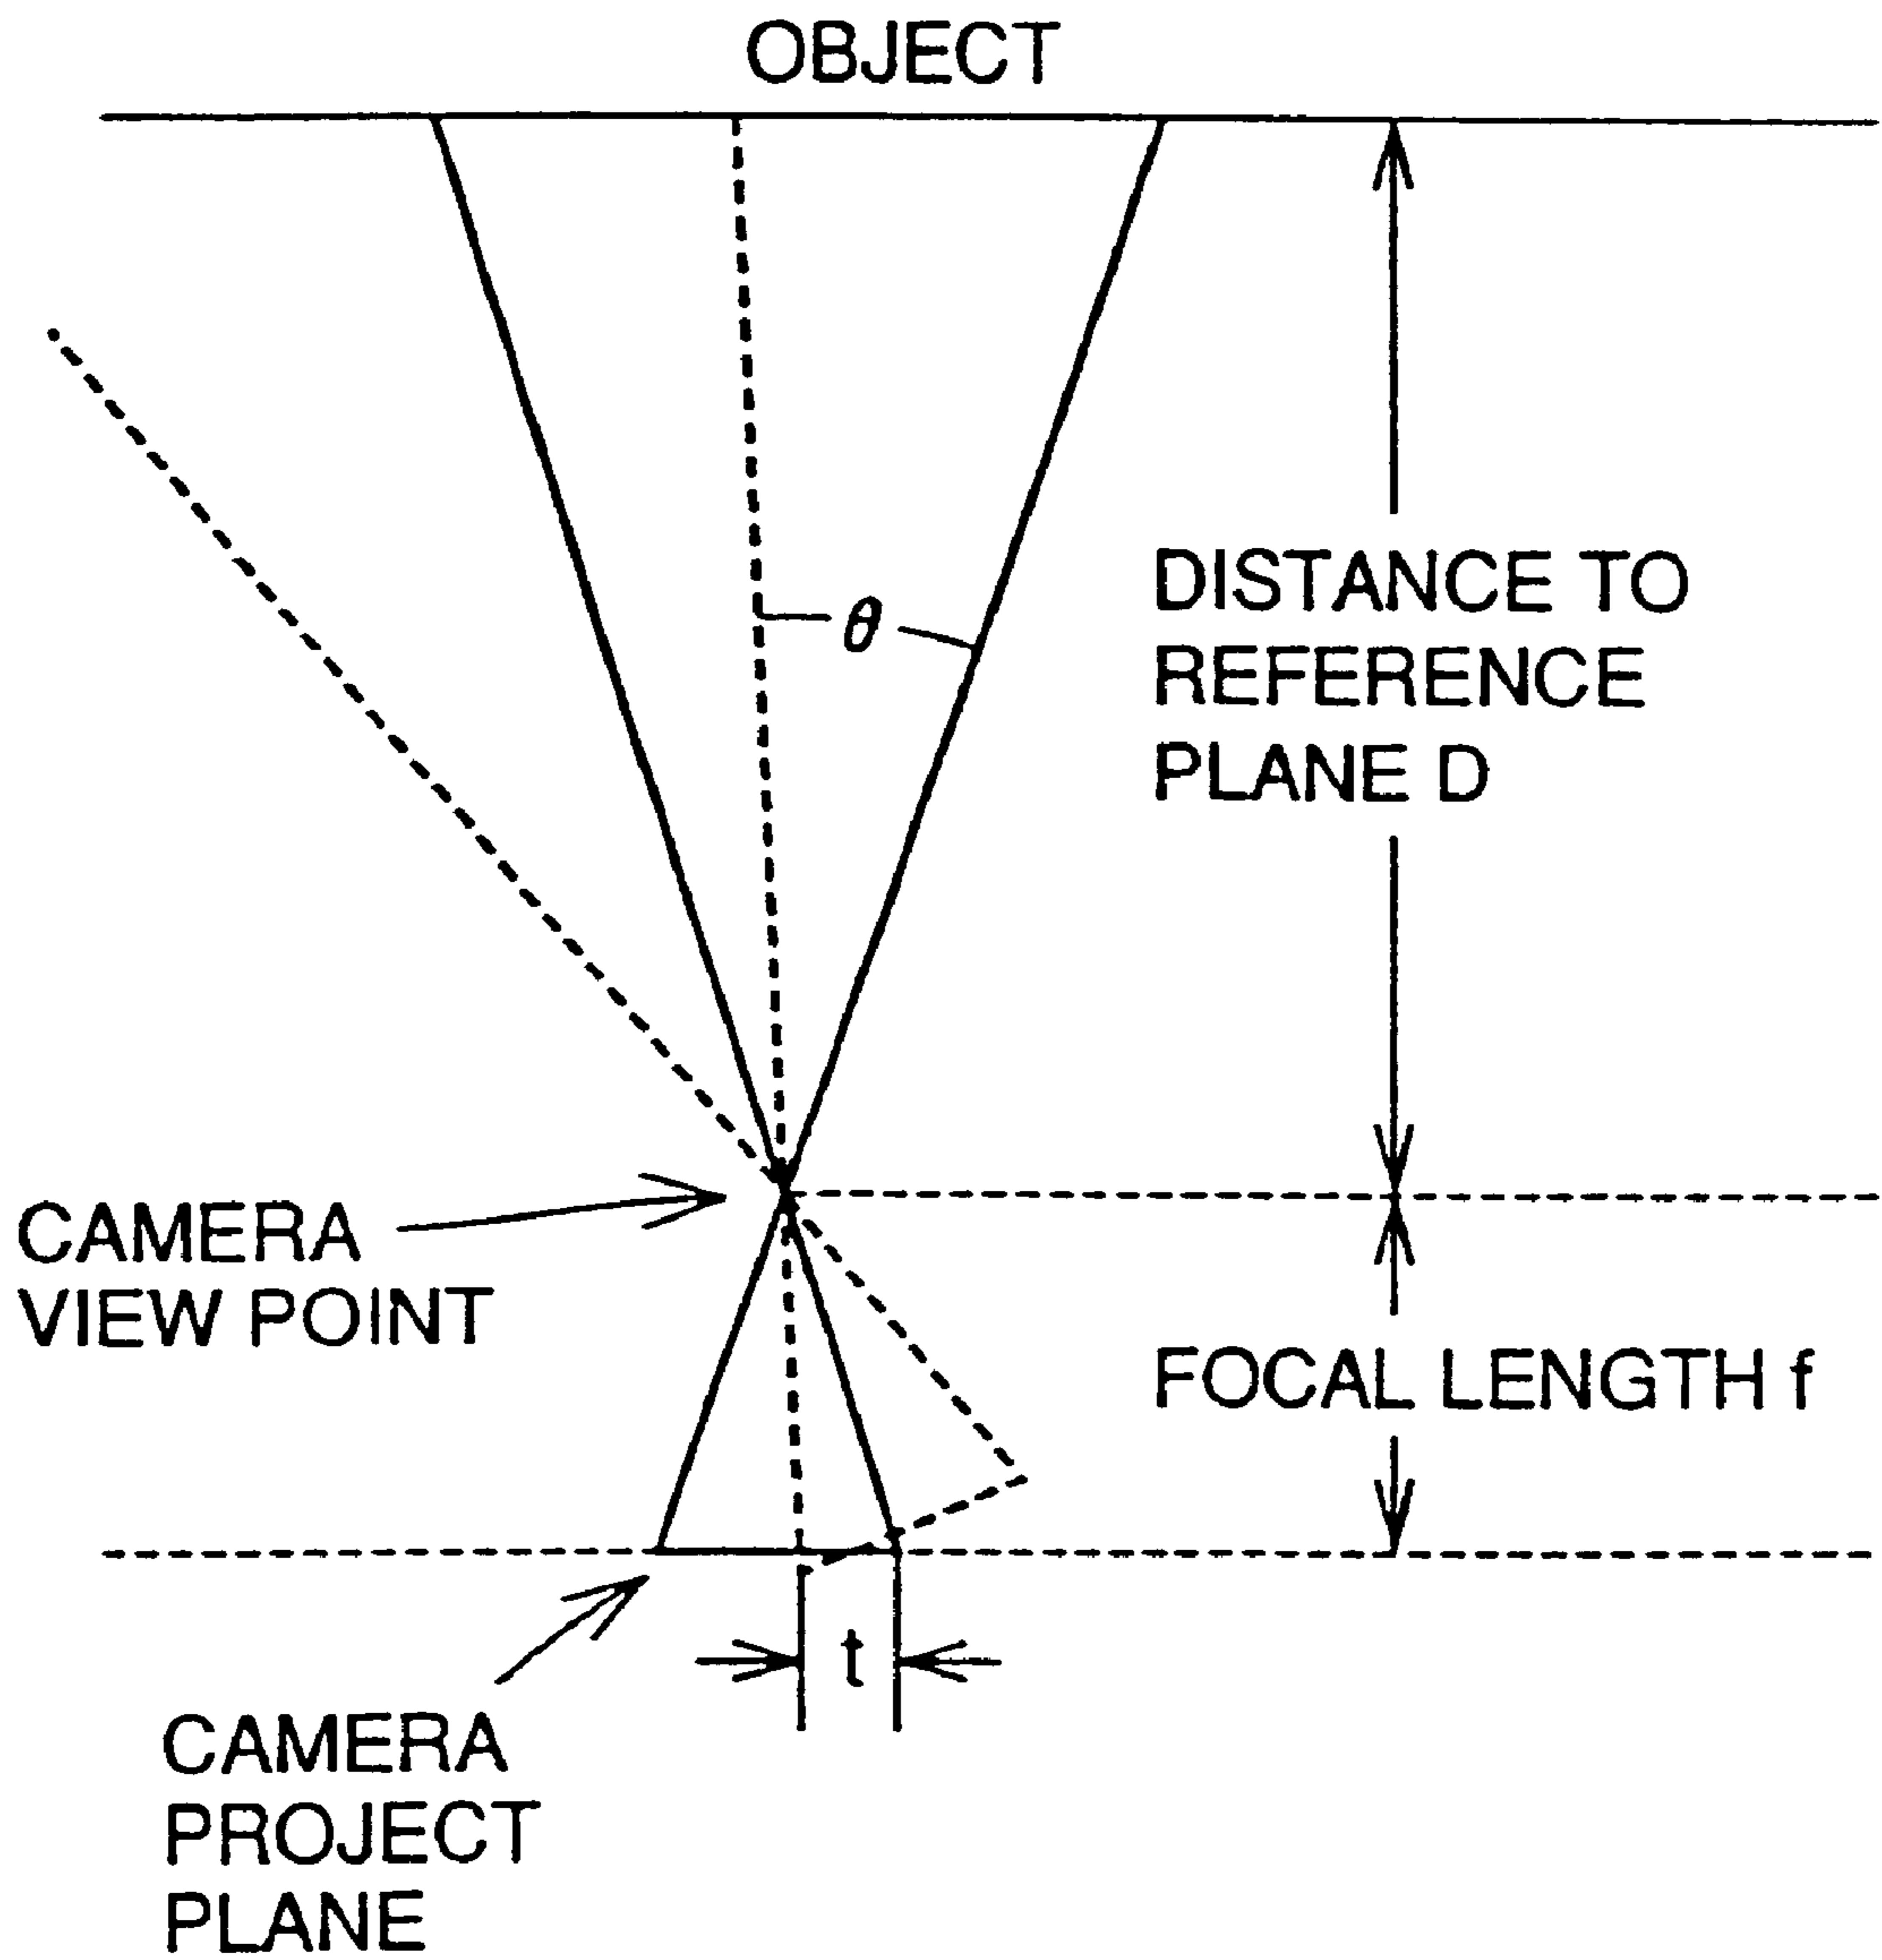 OBJECT
θ
DISTANCE TO
REFERENCE
PLANE D
CAMERA
VIEW POINT
FOCAL LENGTH f
t
CAMERA
PROJECT
PLANE